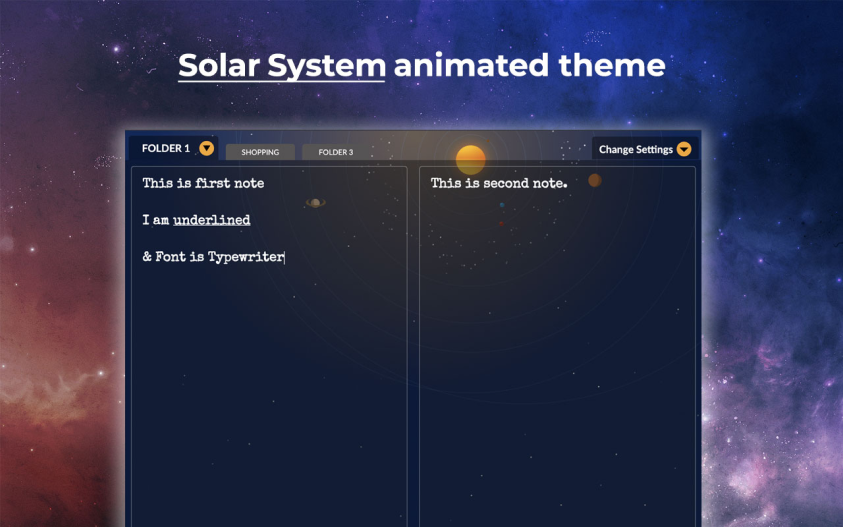 Solar System animated theme
FOLDER 1
SHOPPING
FOLDER 3
Change Settings
This is first note
I am underlined
& Font is Typewriter
This is second note.